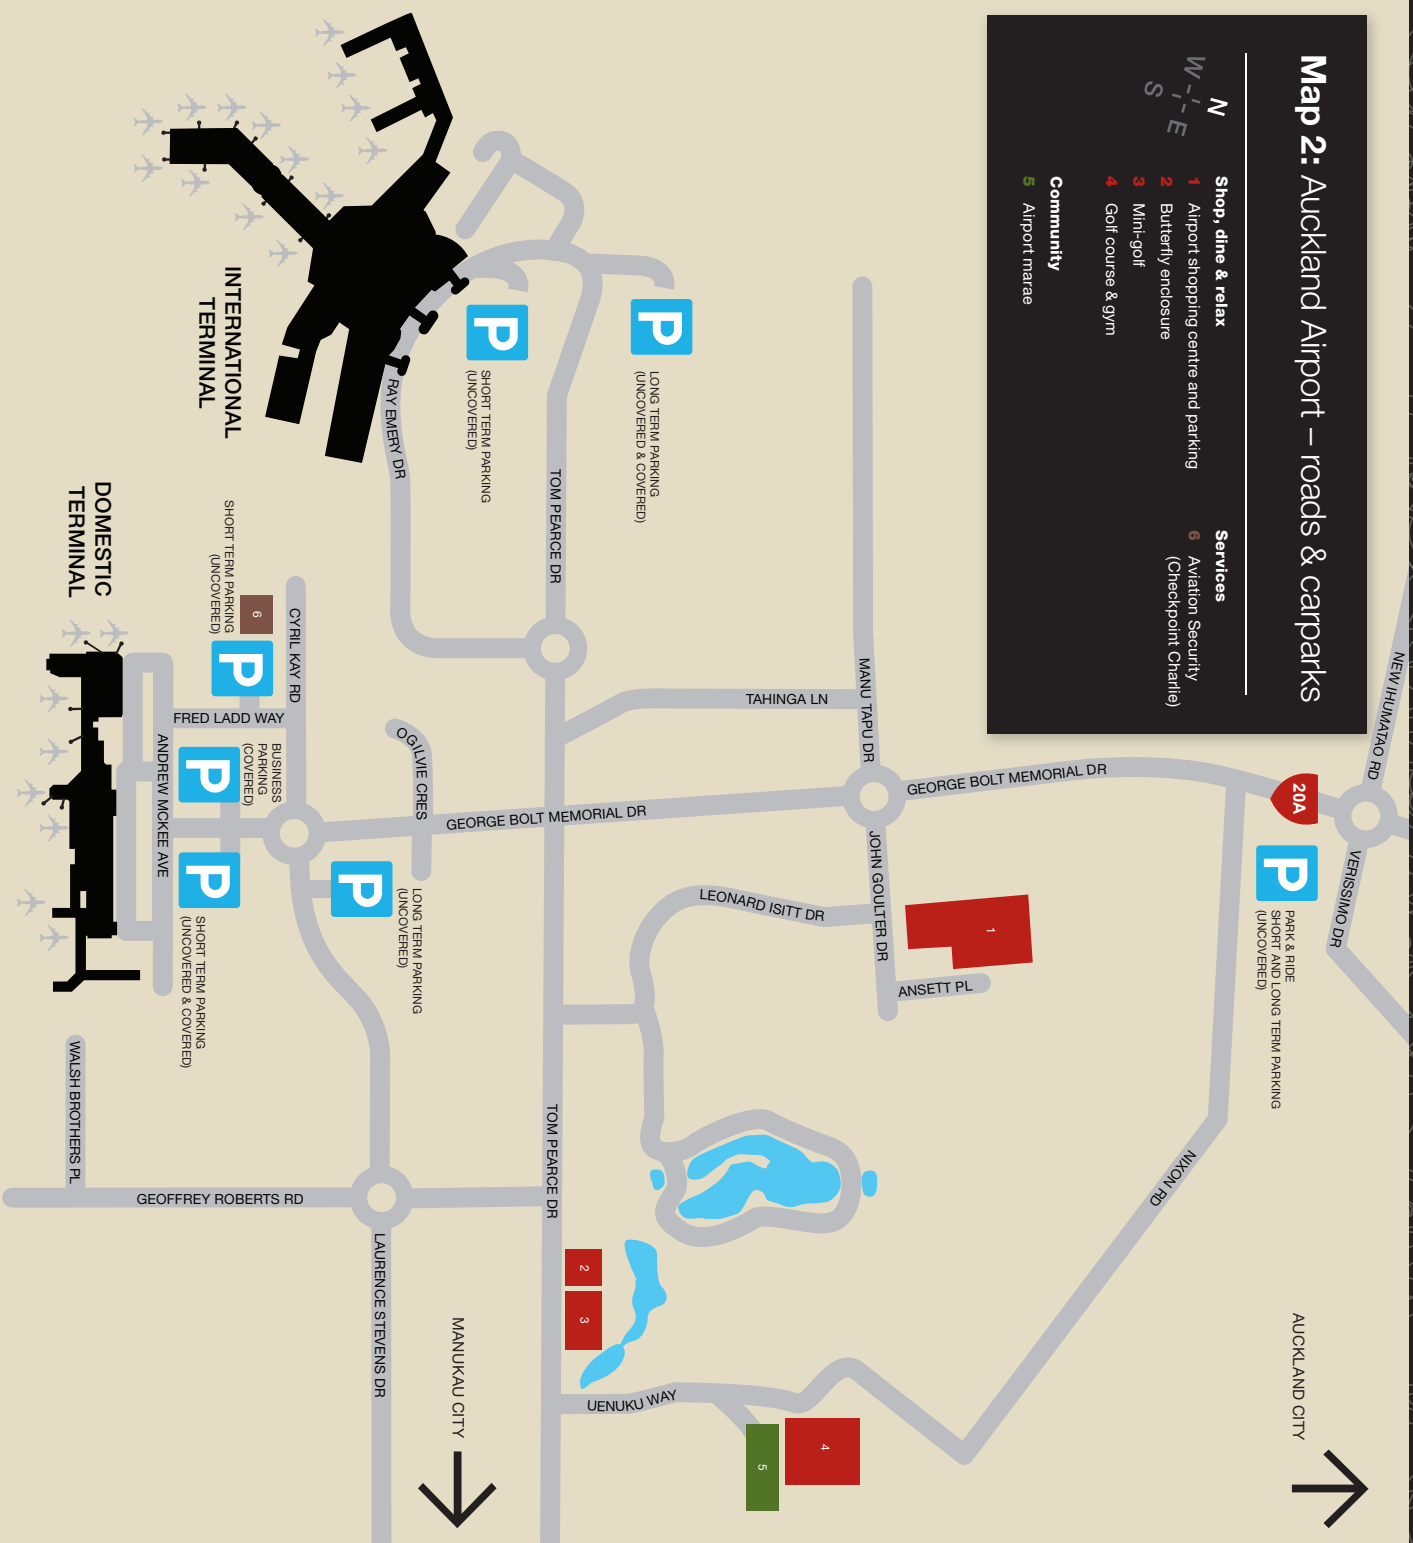 Map 2: Auckland Airport – roads & carparks
N
W
E
S
Shop, dine & relax
1 Airport shopping centre and parking
2 Butterfly enclosure
3 Mini-golf
4 Golf course & gym
Community
5 Airport marae
Services
6 Aviation Security
(Checkpoint Charlie)
NEW IHUMATAO RD
20A
VERISSIMO DR
P
PARK & RIDE
SHORT AND LONG TERM PARKING
(UNCOVERED)
AUCKLAND CITY
NIXON RD
GEORGE BOLT MEMORIAL DR
MANU TAPU DR
JOHN GOULTER DR
ANSETT PL
1
TAHINGA LN
LEONARD ISITT DR
4
5
UENUKU WAY
P
LONG TERM PARKING
(UNCOVERED & COVERED)
GEORGE BOLT MEMORIAL DR
2
3
TOM PEARCE DR
TOM PEARCE DR
P
SHORT TERM PARKING
(UNCOVERED)
RAY EMERY DR
OGILVIE CRES
P
LONG TERM PARKING
(UNCOVERED)
MANUKAU CITY
LAURENCE STEVENS DR
GEOFFREY ROBERTS RD
CYRIL KAY RD
6
P
SHORT TERM PARKING
(UNCOVERED)
FRED LADD WAY
BUSINESS
PARKING
(COVERED)
P
P
SHORT TERM PARKING
(UNCOVERED & COVERED)
ANDREW MCKEE AVE
INTERNATIONAL
TERMINAL
DOMESTIC
TERMINAL
WALSH BROTHERS PL